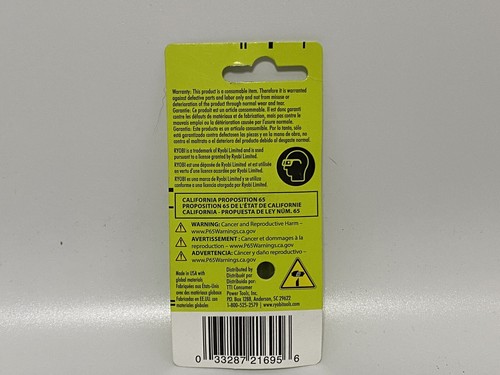 Warranty: This product is a consumable item. Therefore it is warranted
against defective parts and labor only and not from misuse or
deterioration of the product through normal wear and tear.
Garantie: Ce produit est un article consommable. Il est donc garanti
contre les défauts de matériaux et de fabrication, mais pas contre le
mauvais emploi ou la détérioration causée par l'usure normale.
Garantía: Este producto es un artículo consumible. Por lo tanto, sólo
está garantizado contra defectos en las piezas y en la mano de obra, no
contra el mal uso o el deterioro del producto debido al desgaste normal.
RYOBI is a trademark of Ryobi Limited and is used
pursuant to a license granted by Ryobi Limited.
RYOBI est une marque déposée de Ryobi Limited et est utilisée
en vertu d'une licence accordée par Ryobi Limited.
RYOBI es una marca de Ryobi Limited y se utiliza
conforme a una licencia otorgada por Ryobi Limited.
CALIFORNIA PROPOSITION 65
PROPOSITION 65 DE L'ÉTAT DE CALIFORNIE
CALIFORNIA - PROPUESTA DE LEY NÚM. 65
WARNING: Cancer and Reproductive Harm –
www.P65Warnings.ca.gov
AVERTISSEMENT : Cancer et dommages à la
reproduction – www.P65Warnings.ca.gov
ADVERTENCIA: Cáncer y daño reproductivo –
www.P65Warnings.ca.gov
Made in USA with
global materials
Fabriquées aux États-Unis
avec des matériaux globaux
Fabricadas en EE.UU. con
materiales globales
Distributed by
Distribué par
Distribuido por:
TTI Consumer
Power Tools, Inc.
P.O. Box 1288, Anderson, SC 29622
1-800-525-2579 | www.ryobitools.com
0 33287 21695 6